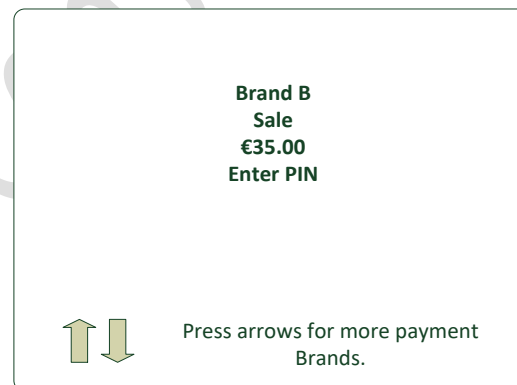 Brand B
Sale
€35.00
Enter PIN
Press arrows for more payment
Brands.